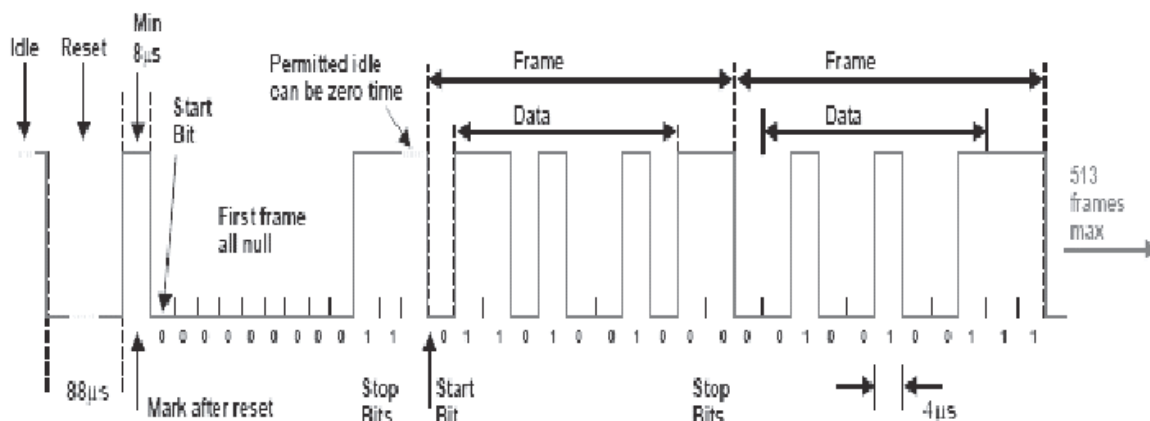 Idle
Reset
Min
8µs
Start
Bit
Permitted idle
can be zero time
Frame
Frame
Data
Data
First frame
all null
513
frames
max
0 0 0 0 0 0 0 0 0 1 1 0 1 1 0 1 0 0 1 0 0 0 0 0 1 0 0 1 0 0 1 1 1
88µs
Mark after reset
Stop
Bits
Start
Bit
Stop
Bits
4µs